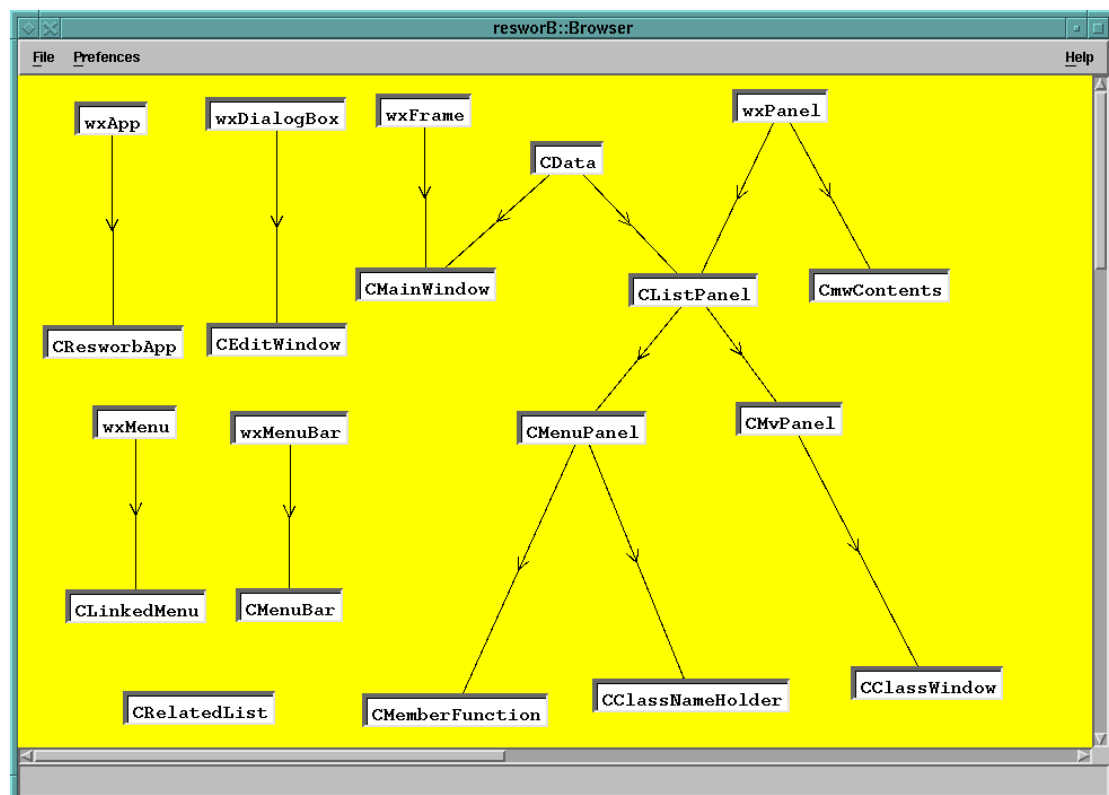 resworB::Browser
File Prefences Help
wxApp
wxDialogBox
wxFrame
wxPanel
CData
CMainWindow
CListPanel
CmwContents
CResworbApp
CEditWindow
wxMenu
wxMenuBar
CMenuPanel
CMvPanel
CLinkedMenu
CMenuBar
CRelatedList
CMemberFunction
CClassNameHolder
CClassWindow